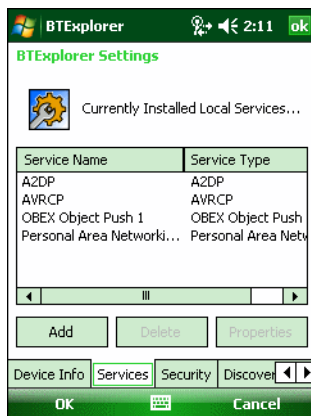 BTExplorer 2:11 ok
BTExplorer Settings
Currently Installed Local Services...
Service Name Service Type
A2DP A2DP
AVRCP AVRCP
OBEX Object Push 1 OBEX Object Push
Personal Area Networki... Personal Area Netw
Add Delete Properties
Device Info Services Security Discover
OK Cancel